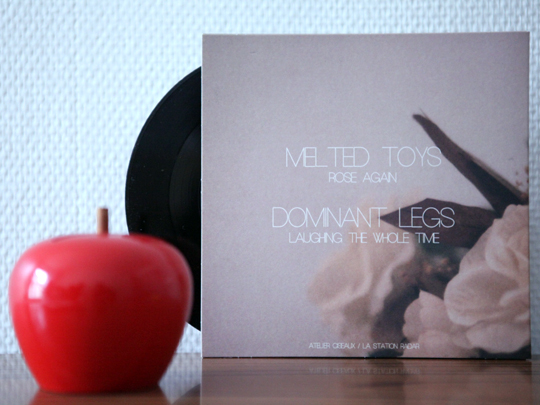 MELTED TOYS
ROSE AGAIN
DOMINANT LEGS
LAUGHING THE WHOLE TIME
ATELIER CISEAUX / LA STATION RADAR